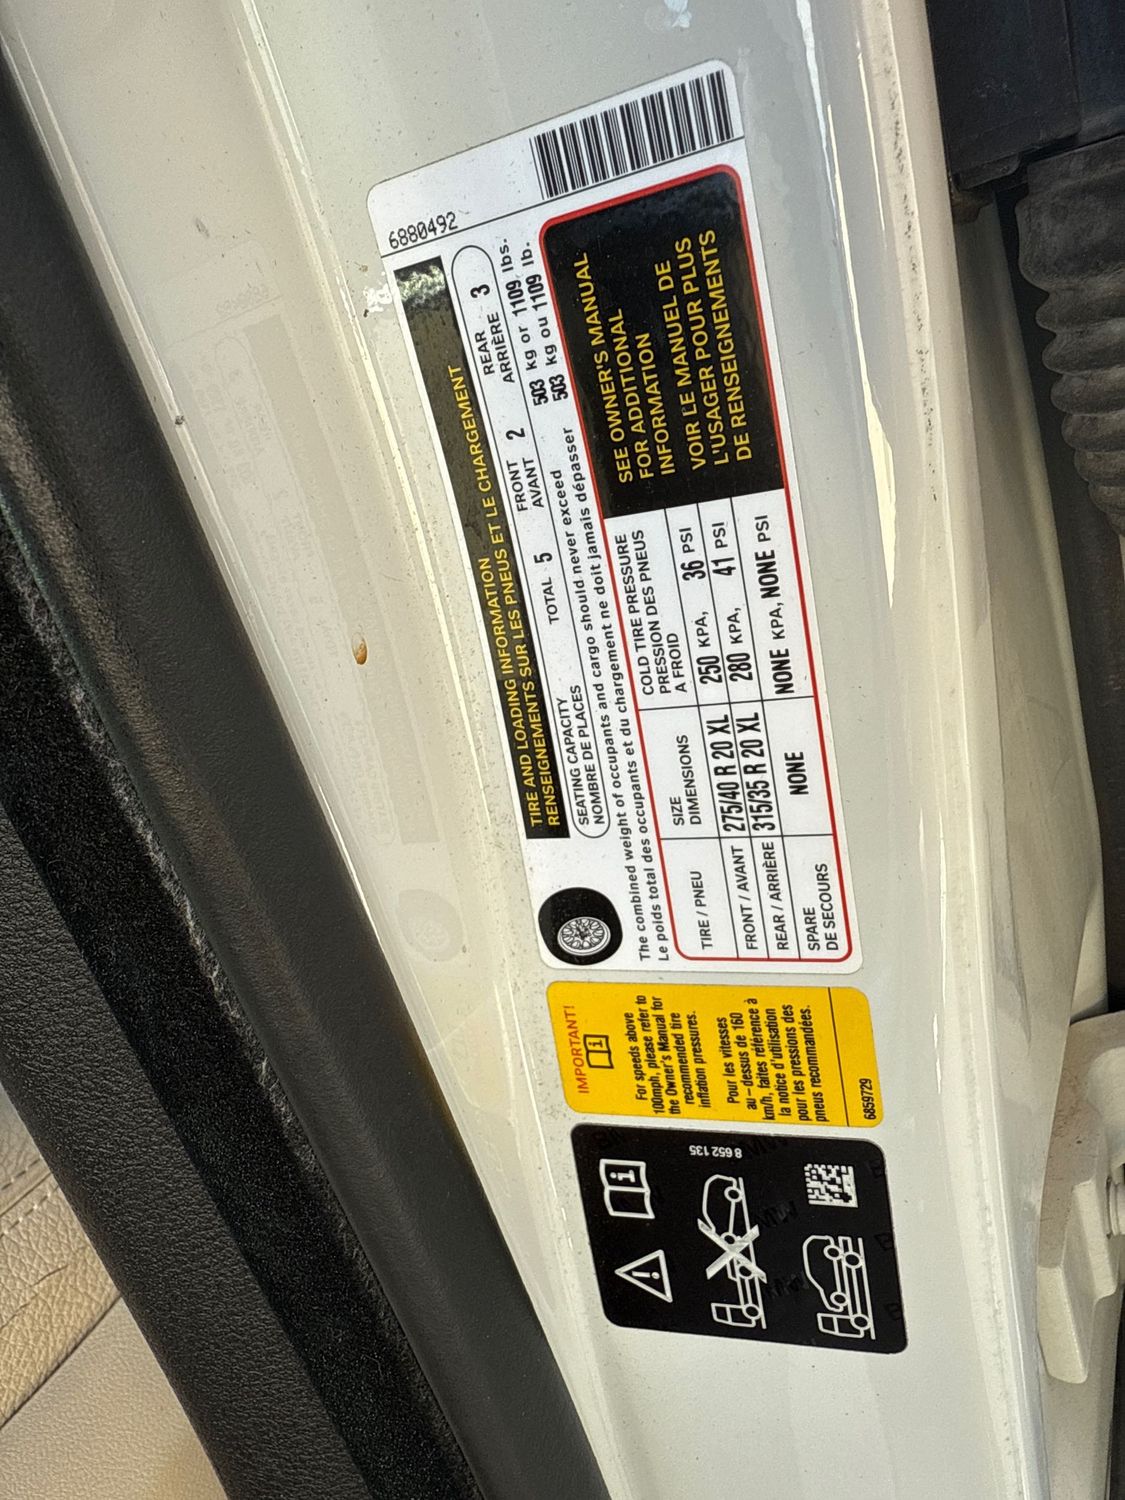 6880492
TIRE AND LOADING INFORMATION
RENSEIGNEMENTS SUR LES PNEUS ET LE CHARGEMENT
SEATING CAPACITY TOTAL 5 FRONT 2 REAR 3
NOMBRE DE PLACES AVANT ARRIÈRE
The combined weight of occupants and cargo should never exceed 503 kg or 1109 lbs.
Le poids total des occupants et du chargement ne doit jamais dépasser 503 kg ou 1109 lb.
TIRE / PNEU SIZE DIMENSIONS COLD TIRE PRESSURE PRESSION DES PNEUS A FROID
FRONT / AVANT 275/40 R 20 XL 250 KPA, 36 PSI
REAR / ARRIÈRE 315/35 R 20 XL 280 KPA, 41 PSI
SPARE DE SECOURS NONE NONE KPA, NONE PSI
SEE OWNER'S MANUAL
FOR ADDITIONAL
INFORMATION
VOIR LE MANUEL DE
L'USAGER POUR PLUS
DE RENSEIGNEMENTS
IMPORTANT!
For speeds above
100mph, please refer to
the Owner's Manual for
recommended tire
inflation pressures.
Pour les vitesses
au – dessus de 160
km/h, faites référence à
la notice d'utilisation
pour les pressions des
pneus recommandées.
6859729
8 652 135